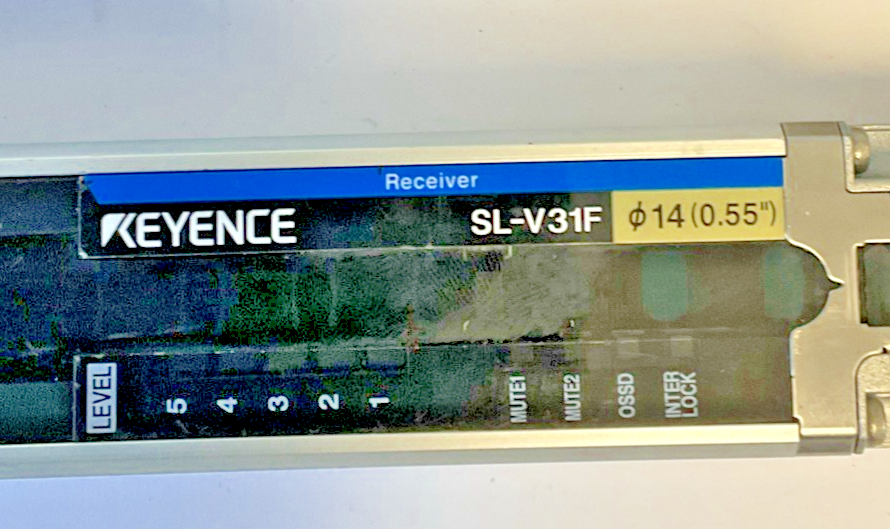 Receiver
KEYENCE SL-V31F ϕ14(0.55")
LEVEL 5 4 3 2 1 MUTE1 MUTE2 OSSD INTER LOCK